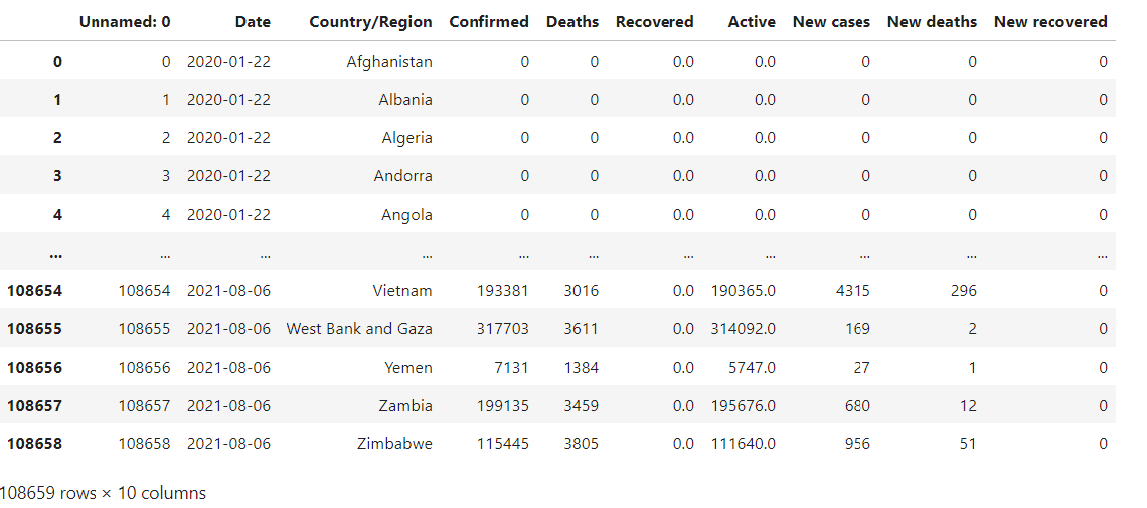 Unnamed: 0 Date Country/Region Confirmed Deaths Recovered Active New cases New deaths New recovered
0 0 2020-01-22 Afghanistan 0 0 0.0 0.0 0 0 0
1 1 2020-01-22 Albania 0 0 0.0 0.0 0 0 0
2 2 2020-01-22 Algeria 0 0 0.0 0.0 0 0 0
3 3 2020-01-22 Andorra 0 0 0.0 0.0 0 0 0
4 4 2020-01-22 Angola 0 0 0.0 0.0 0 0 0
... ... ... ... ... ... ... ... ... ... ...
108654 108654 2021-08-06 Vietnam 193381 3016 0.0 190365.0 4315 296 0
108655 108655 2021-08-06 West Bank and Gaza 317703 3611 0.0 314092.0 169 2 0
108656 108656 2021-08-06 Yemen 7131 1384 0.0 5747.0 27 1 0
108657 108657 2021-08-06 Zambia 199135 3459 0.0 195676.0 680 12 0
108658 108658 2021-08-06 Zimbabwe 115445 3805 0.0 111640.0 956 51 0
108659 rows × 10 columns